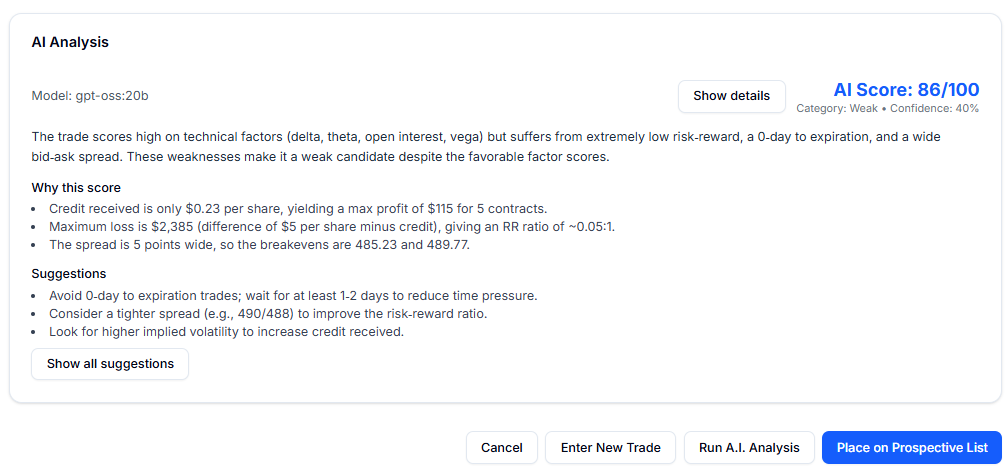 AI Analysis
Model: gpt-oss:20b
Show details
AI Score: 86/100
Category: Weak • Confidence: 40%
The trade scores high on technical factors (delta, theta, open interest, vega) but suffers from extremely low risk-reward, a 0-day to expiration, and a wide
bid-ask spread. These weaknesses make it a weak candidate despite the favorable factor scores.
Why this score
• Credit received is only $0.23 per share, yielding a max profit of $115 for 5 contracts.
• Maximum loss is $2,385 (difference of $5 per share minus credit), giving an RR ratio of ~0.05:1.
• The spread is 5 points wide, so the breakevens are 485.23 and 489.77.
Suggestions
• Avoid 0-day to expiration trades; wait for at least 1-2 days to reduce time pressure.
• Consider a tighter spread (e.g., 490/488) to improve the risk-reward ratio.
• Look for higher implied volatility to increase credit received.
Show all suggestions
Cancel
Enter New Trade
Run A.I. Analysis
Place on Prospective List